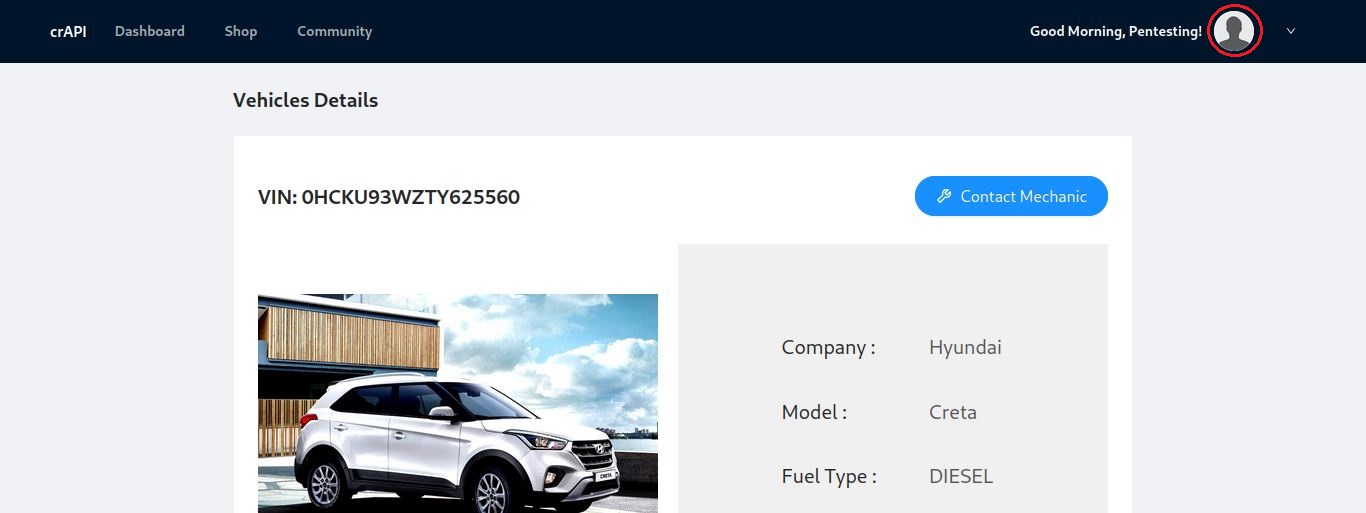 crAPI Dashboard Shop Community Good Morning, Pentesting!
Vehicles Details
VIN: 0HCKU93WZTY625560 Contact Mechanic
Company : Hyundai
Model : Creta
Fuel Type : DIESEL
CRETA